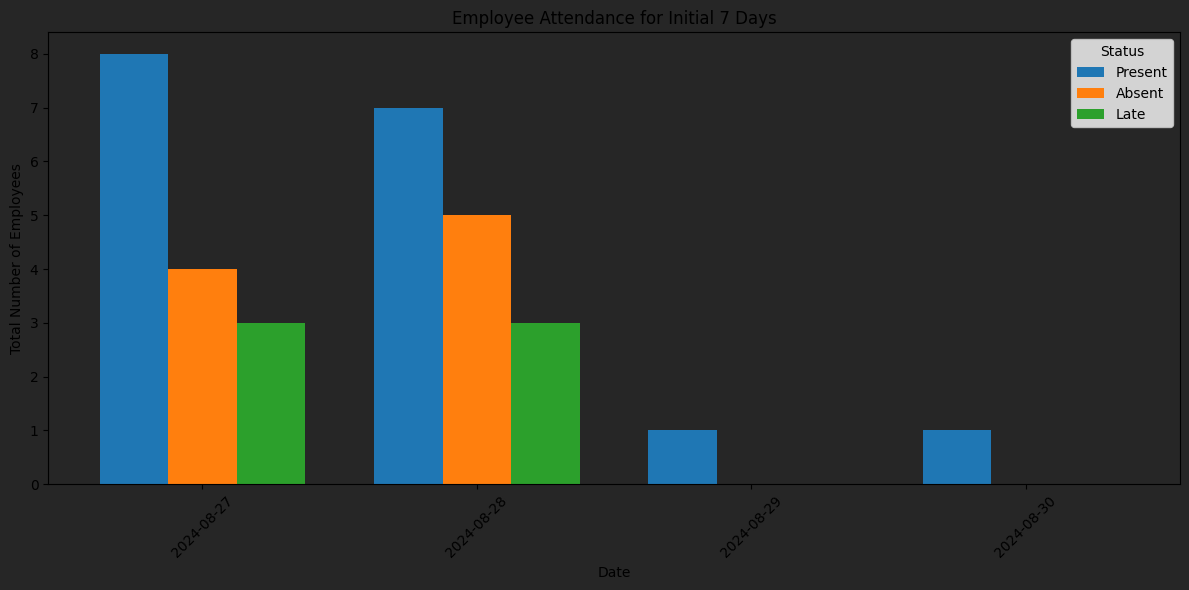 Employee Attendance for Initial 7 Days
Status
Present
Absent
Late
Total Number of Employees
8
7
6
5
4
3
2
1
0
2024-08-27
2024-08-28
2024-08-29
2024-08-30
Date